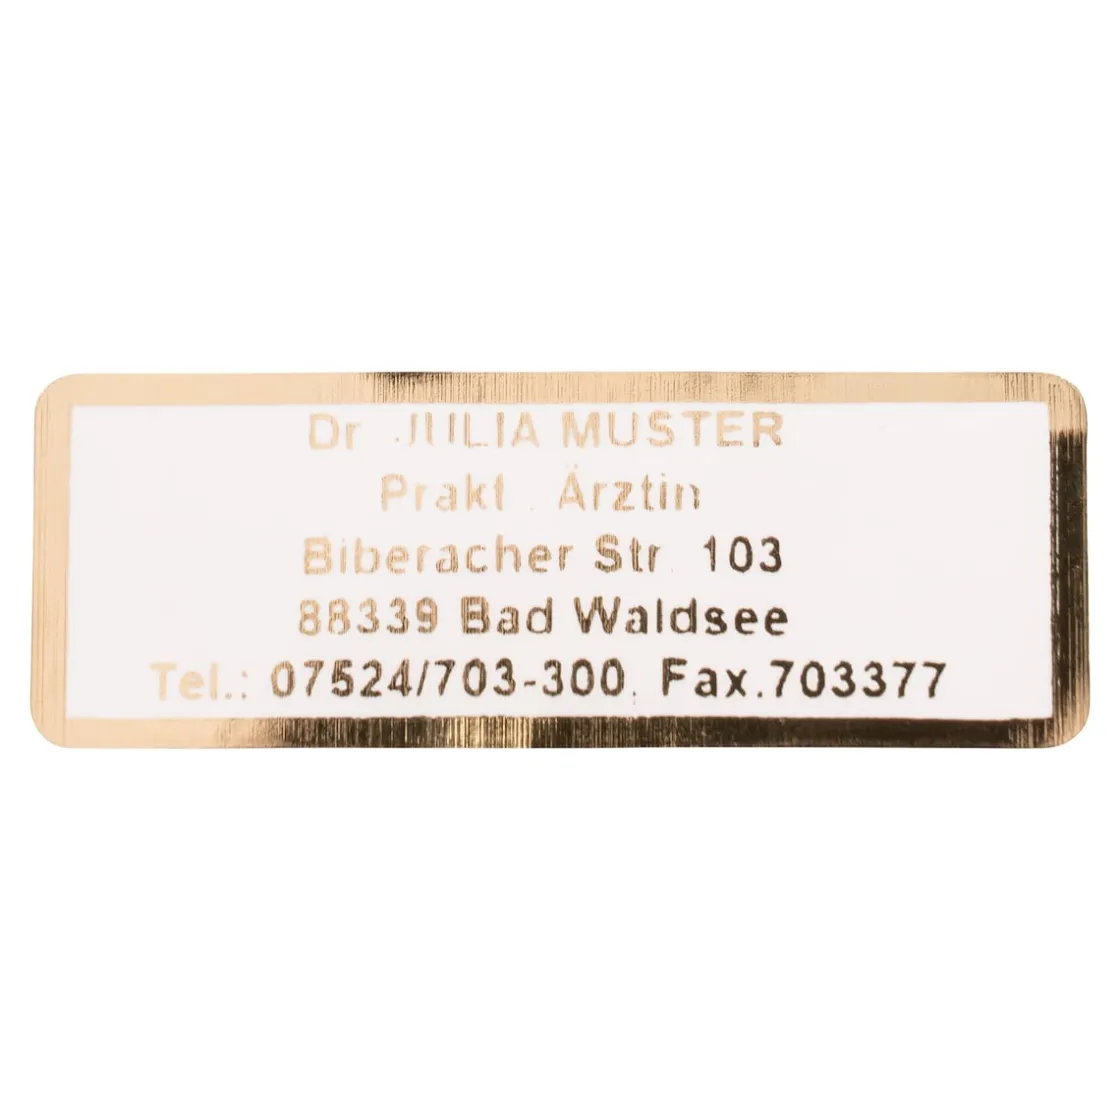 Dr. JULIA MUSTER
Prakt. Ärztin
Biberacher Str. 103
88339 Bad Waldsee
Tel.: 07524/703-300, Fax.703377